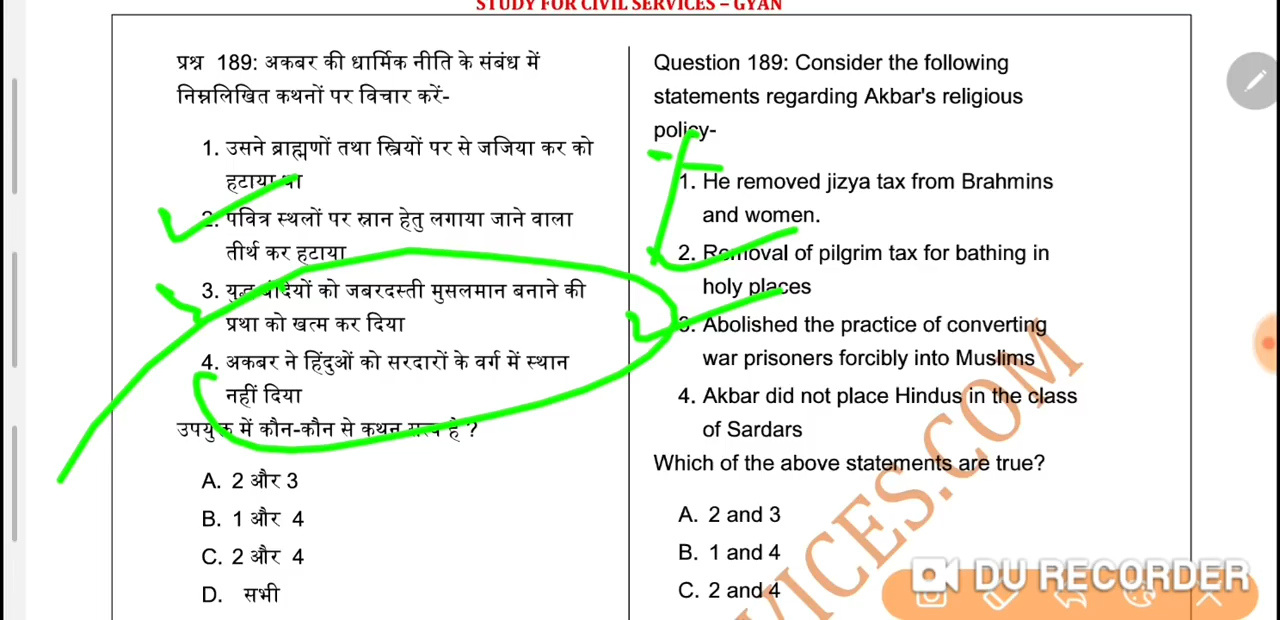 STUDY FOR CIVIL SERVICES – GYAN
प्रश्न 189: अकबर की धार्मिक नीति के संबंध में
निम्नलिखित कथनों पर विचार करें-
1. उसने ब्राह्मणों तथा स्त्रियों पर से जजिया कर को
हटाया था
2. पवित्र स्थलों पर स्नान हेतु लगाया जाने वाला
तीर्थ कर हटाया
3. युद्ध बंदियों को जबरदस्ती मुसलमान बनाने की
प्रथा को खत्म कर दिया
4. अकबर ने हिंदुओं को सरदारों के वर्ग में स्थान
नहीं दिया
उपर्युक्त में कौन-कौन से कथन सत्य है ?
A. 2 और 3
B. 1 और 4
C. 2 और 4
D. सभी
Question 189: Consider the following
statements regarding Akbar's religious
policy-
1. He removed jizya tax from Brahmins
and women.
2. Removal of pilgrim tax for bathing in
holy places
3. Abolished the practice of converting
war prisoners forcibly into Muslims
4. Akbar did not place Hindus in the class
of Sardars
Which of the above statements are true?
A. 2 and 3
B. 1 and 4
C. 2 and 4
VICES.COM
DU RECORDER